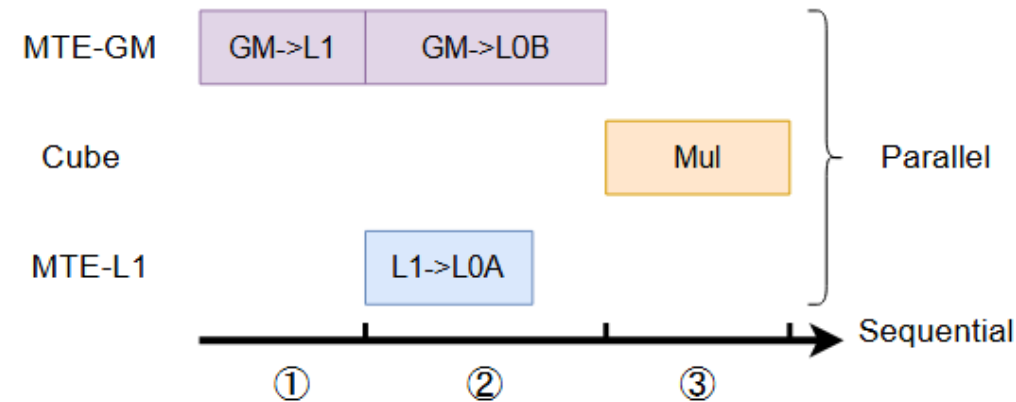 MTE-GM GM->L1 GM->L0B
Cube Mul Parallel
MTE-L1 L1->L0A
Sequential
① ② ③